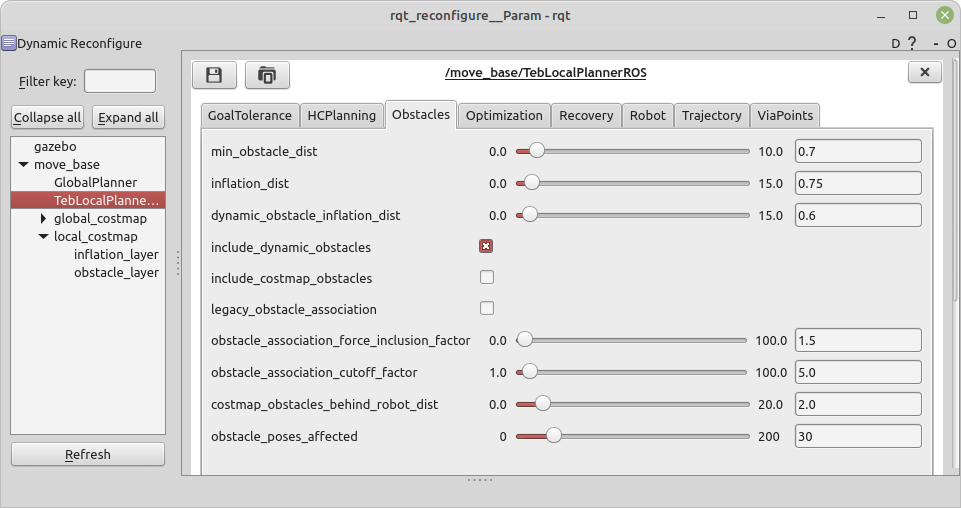 rqt_reconfigure__Param - rqt
Dynamic Reconfigure
D ? - O
Filter key:
Collapse all Expand all
gazebo
move_base
GlobalPlanner
TebLocalPlanne...
global_costmap
local_costmap
inflation_layer
obstacle_layer
Refresh
/move_base/TebLocalPlannerROS
GoalTolerance HCPlanning Obstacles Optimization Recovery Robot Trajectory ViaPoints
min_obstacle_dist 0.0 10.0 0.7
inflation_dist 0.0 15.0 0.75
dynamic_obstacle_inflation_dist 0.0 15.0 0.6
include_dynamic_obstacles
include_costmap_obstacles
legacy_obstacle_association
obstacle_association_force_inclusion_factor 0.0 100.0 1.5
obstacle_association_cutoff_factor 1.0 100.0 5.0
costmap_obstacles_behind_robot_dist 0.0 20.0 2.0
obstacle_poses_affected 0 200 30